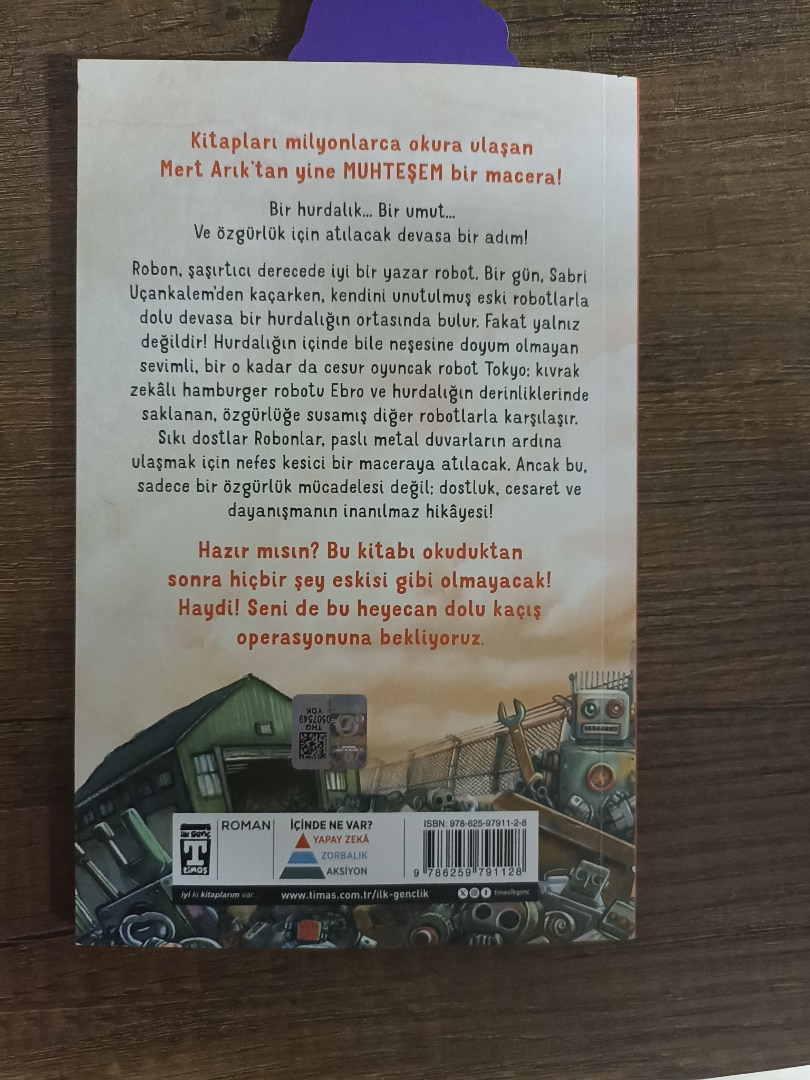 Kitapları milyonlarca okura ulaşan
Mert Arık'tan yine MUHTEŞEM bir macera!
Bir hurdalık... Bir umut...
Ve özgürlük için atılacak devasa bir adım!
Robon, şaşırtıcı derecede iyi bir yazar robot. Bir gün, Sabri
Uçankalem'den kaçarken, kendini unutulmuş eski robotlarla
dolu devasa bir hurdalığın ortasında bulur. Fakat yalnız
değildir! Hurdalığın içinde bile neşesine doyum olmayan
sevimli, bir o kadar da cesur oyuncak robot Tokyo; kıvrak
zekâlı hamburger robotu Ebro ve hurdalığın derinliklerinde
saklanan, özgürlüğe susamış diğer robotlarla karşılaşır.
Sıkı dostlar Robonlar, paslı metal duvarların ardına
ulaşmak için nefes kesici bir maceraya atılacak. Ancak bu,
sadece bir özgürlük mücadelesi değil; dostluk, cesaret ve
dayanışmanın inanılmaz hikâyesi!
Hazır mısın? Bu kitabı okuduktan
sonra hiçbir şey eskisi gibi olmayacak!
Haydi! Seni de bu heyecan dolu kaçış
operasyonuna bekliyoruz.
THG
YDK
0507549
ilk genç
T
timaş
ROMAN
İÇİNDE NE VAR?
YAPAY ZEKÂ
ZORBALIK
AKSİYON
ISBN: 978-625-97911-2-8
9 786259 791128
iyi ki kitaplarım var...
www.timas.com.tr/ilk-genclik
timasilkgenc